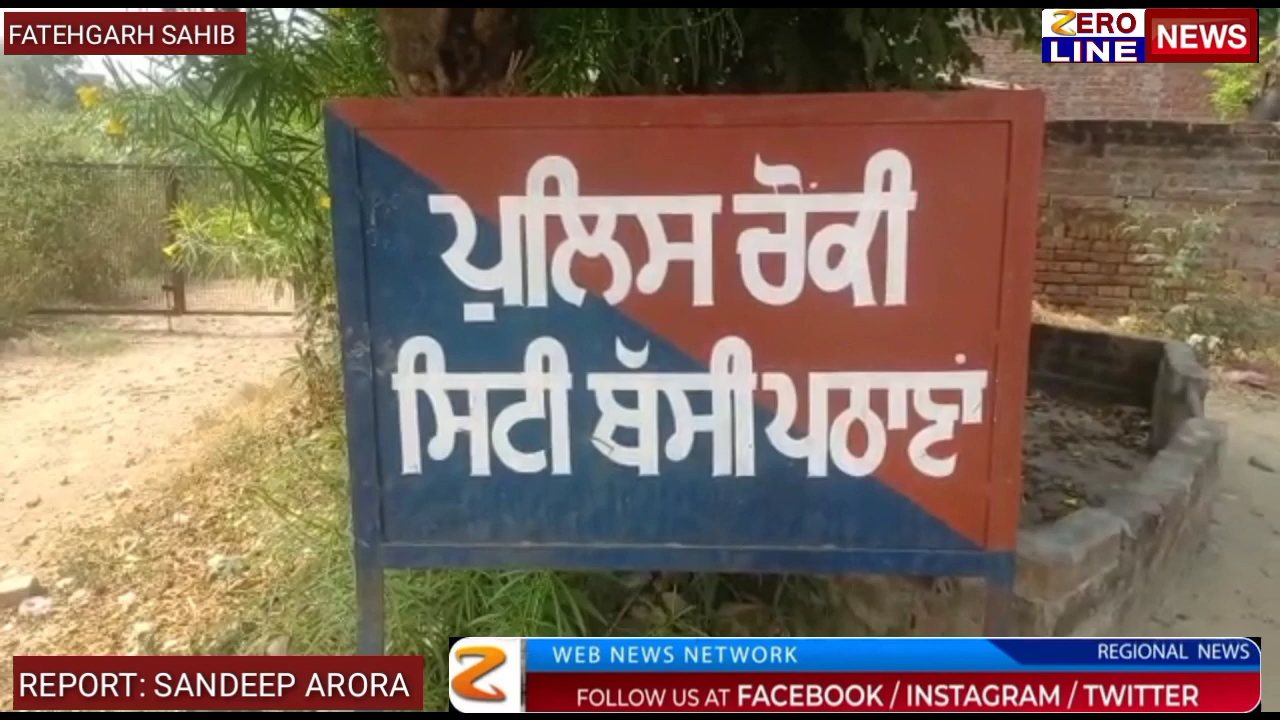 FATEHGARH SAHIB
ZERO
LINE NEWS
ਪੁਲਿਸ ਚੌਂਕੀ
ਸਿਟੀ ਬੱਸੀ ਪਠਾਣਾਂ
REPORT: SANDEEP ARORA
WEB NEWS NETWORK
REGIONAL NEWS
FOLLOW US AT FACEBOOK / INSTAGRAM / TWITTER